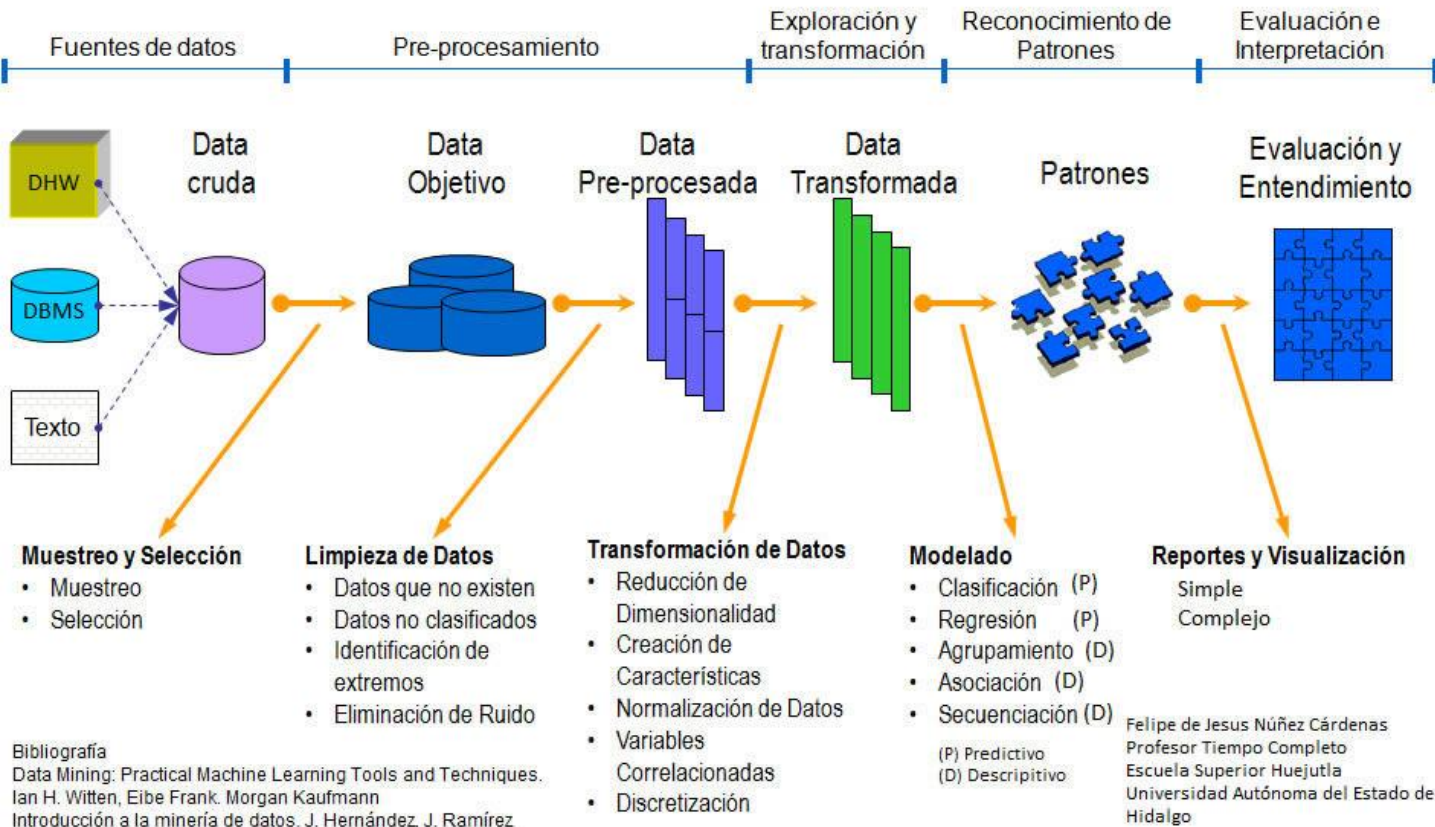 Fuentes de datos
Pre-procesamiento
Exploración y
transformación
Reconocimiento de
Patrones
Evaluación e
Interpretación
DHW
DBMS
Texto
Data
cruda
Data
Objetivo
Data
Pre-procesada
Data
Transformada
Patrones
Evaluación y
Entendimiento
Muestreo y Selección
• Muestreo
• Selección
Limpieza de Datos
• Datos que no existen
• Datos no clasificados
• Identificación de
extremos
• Eliminación de Ruido
Transformación de Datos
• Reducción de
Dimensionalidad
• Creación de
Características
• Normalización de Datos
• Variables
Correlacionadas
• Discretización
Modelado
• Clasificación (P)
• Regresión (P)
• Agrupamiento (D)
• Asociación (D)
• Secuenciación (D)
(P) Predictivo
(D) Descripitivo
Reportes y Visualización
Simple
Complejo
Bibliografía
Data Mining: Practical Machine Learning Tools and Techniques.
Ian H. Witten, Eibe Frank. Morgan Kaufmann
Introducción a la minería de datos. J. Hernández, J. Ramírez
Felipe de Jesus Núñez Cárdenas
Profesor Tiempo Completo
Escuela Superior Huejutla
Universidad Autónoma del Estado de
Hidalgo